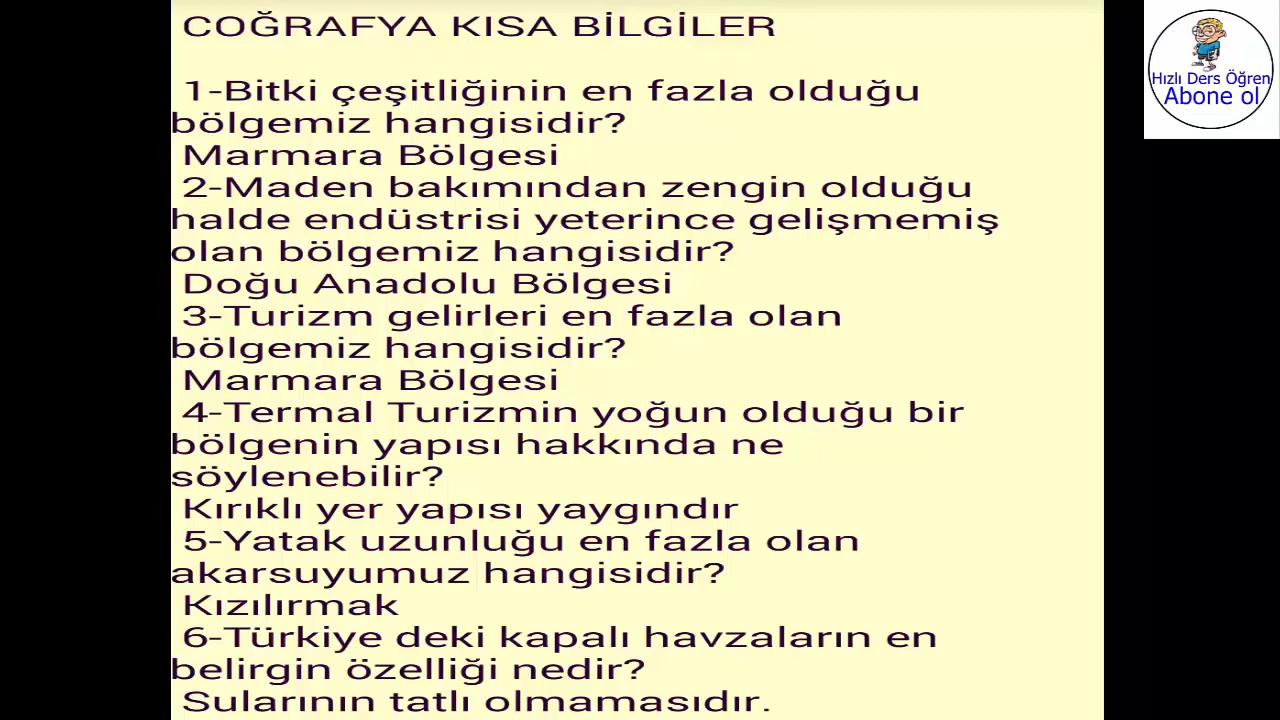 COĞRAFYA KISA BİLGİLER
1-Bitki çeşitliğinin en fazla olduğu
bölgemiz hangisidir?
Marmara Bölgesi
2-Maden bakımından zengin olduğu
halde endüstrisi yeterince gelişmemiş
olan bölgemiz hangisidir?
Doğu Anadolu Bölgesi
3-Turizm gelirleri en fazla olan
bölgemiz hangisidir?
Marmara Bölgesi
4-Termal Turizmin yoğun olduğu bir
bölgenin yapısı hakkında ne
söylenebilir?
Kırıklı yer yapısı yaygındır
5-Yatak uzunluğu en fazla olan
akarsuyumuz hangisidir?
Kızılırmak
6-Türkiye deki kapalı havzaların en
belirgin özelliği nedir?
Sularının tatlı olmamasıdır.
Hızlı Ders Öğren
Abone ol